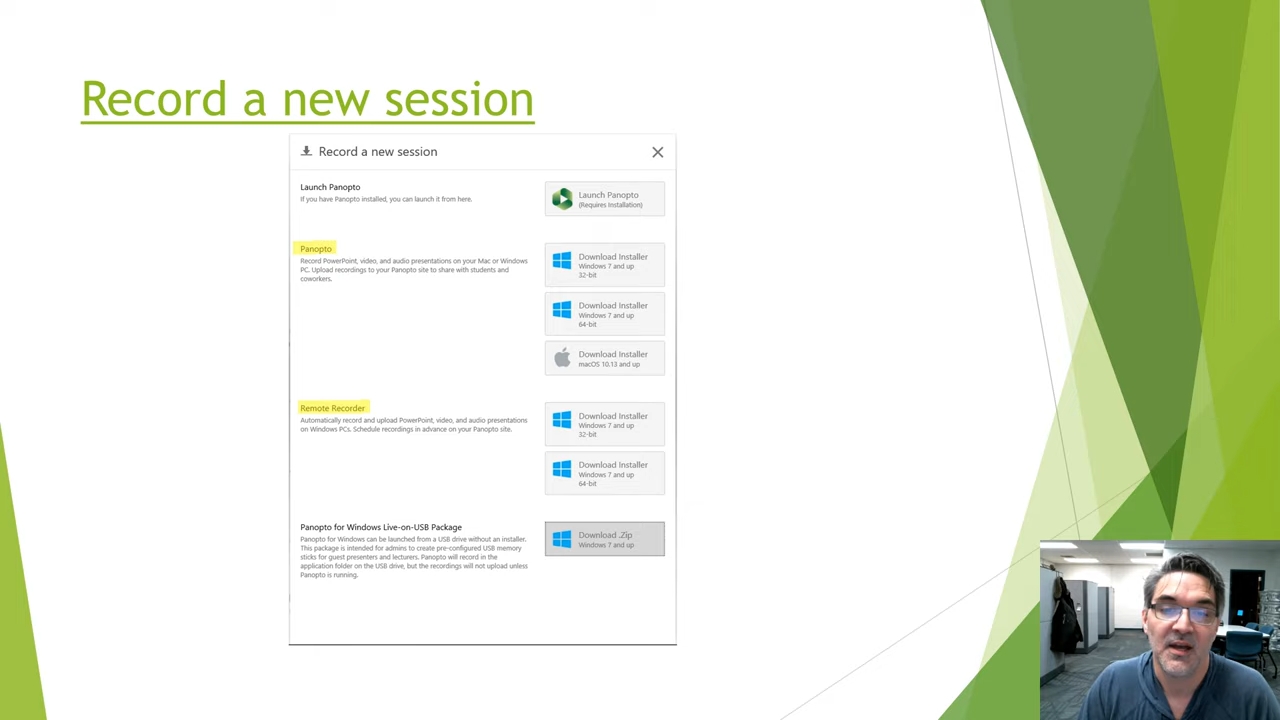 Record a new session
Record a new session
Launch Panopto
If you have Panopto installed, you can launch it from here.
Launch Panopto
(Requires Installation)
Panopto
Record PowerPoint, video, and audio presentations on your Mac or Windows
PC. Upload recordings to your Panopto site to share with students and
coworkers.
Download Installer
Windows 7 and up
32-bit
Download Installer
Windows 7 and up
64-bit
Download Installer
macOS 10.13 and up
Remote Recorder
Automatically record and upload PowerPoint, video, and audio presentations
on Windows PCs. Schedule recordings in advance on your Panopto site.
Download Installer
Windows 7 and up
32-bit
Download Installer
Windows 7 and up
64-bit
Panopto for Windows Live-on-USB Package
Panopto for Windows can be launched from a USB drive without an installer.
This package is intended for admins to create pre-configured USB memory
sticks for guest presenters and lecturers. Panopto will record in the
application folder on the USB drive, but the recordings will not upload unless
Panopto is running.
Download .Zip
Windows 7 and up